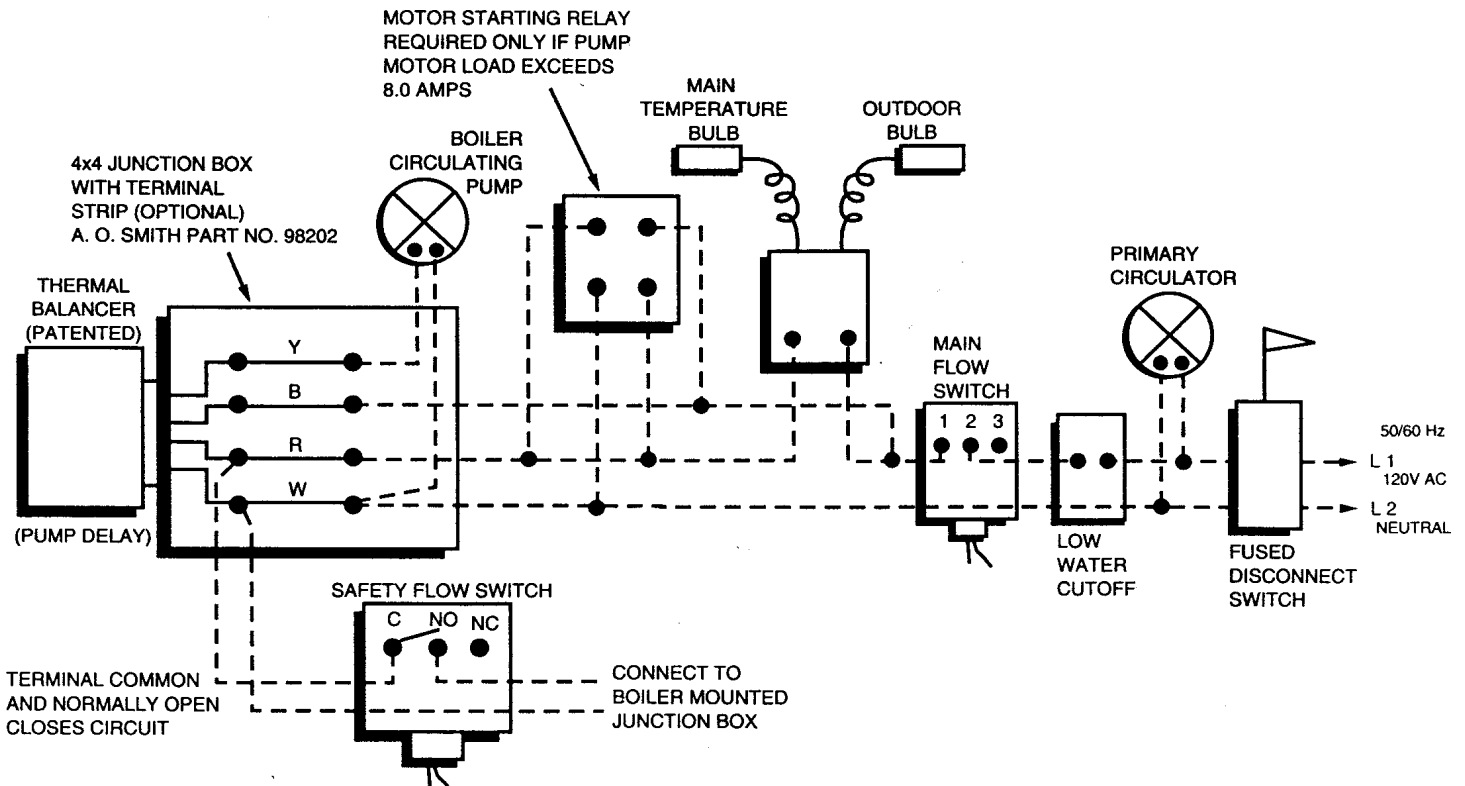 MOTOR STARTING RELAY
REQUIRED ONLY IF PUMP
MOTOR LOAD EXCEEDS
8.0 AMPS
MAIN
TEMPERATURE
BULB
OUTDOOR
BULB
BOILER
CIRCULATING
PUMP
4x4 JUNCTION BOX
WITH TERMINAL
STRIP (OPTIONAL)
A. O. SMITH PART NO. 98202
PRIMARY
CIRCULATOR
THERMAL
BALANCER
(PATENTED)
Y
B
R
W
(PUMP DELAY)
MAIN
FLOW
SWITCH
1 2 3
50/60 Hz
L 1
120V AC
L 2
NEUTRAL
LOW
WATER
CUTOFF
FUSED
DISCONNECT
SWITCH
SAFETY FLOW SWITCH
C NO NC
TERMINAL COMMON
AND NORMALLY OPEN
CLOSES CIRCUIT
CONNECT TO
BOILER MOUNTED
JUNCTION BOX